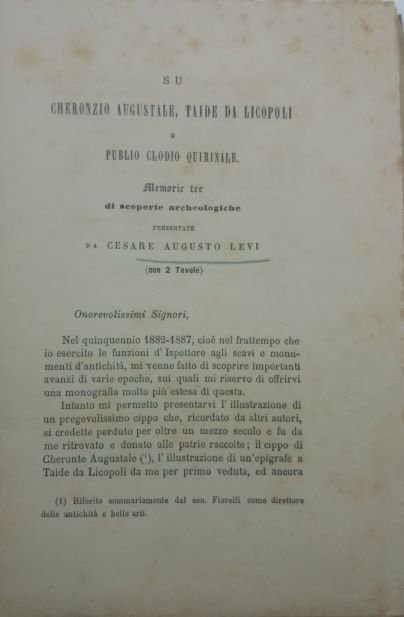 SU
CHERONZIO AUGUSTALE, TAIDE DA LICOPOLI
E
PUBLIO CLODIO QUIRINALE.
Memorie tre
di scoperte archeologiche
PRESENTATE
DA CESARE AUGUSTO LEVI
(con 2 Tavole)
Onorevolissimi Signori,
Nel quinquennio 1882-1887, cioè nel frattempo che
io esercito le funzioni d'Ispettore agli scavi e monu-
menti d'antichità, mi venne fatto di scoprire importanti
avanzi di varie epoche, sui quali mi riservo di offrirvi
una monografia molto più estesa di questa.
Intanto mi permetto presentarvi l'illustrazione di
un pregevolissimo cippo che, ricordato da altri autori,
si credette perduto per oltre un mezzo secolo e fu da
me ritrovato e donato alle patrie raccolte; il cippo di
Cheronte Augustale (¹), l'illustrazione di un'epigrafe a
Taide da Licopoli da me per primo veduta, ed ancora
(1) Riferito sommariamente dal sen. Fiorelli come direttore
delle antichità e belle arti.